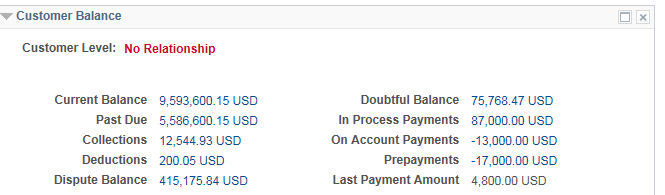 Customer Balance
Customer Level: No Relationship
Current Balance 9,593,600.15 USD Doubtful Balance 75,768.47 USD
Past Due 5,586,600.15 USD In Process Payments 87,000.00 USD
Collections 12,544.93 USD On Account Payments -13,000.00 USD
Deductions 200.05 USD Prepayments -17,000.00 USD
Dispute Balance 415,175.84 USD Last Payment Amount 4,800.00 USD